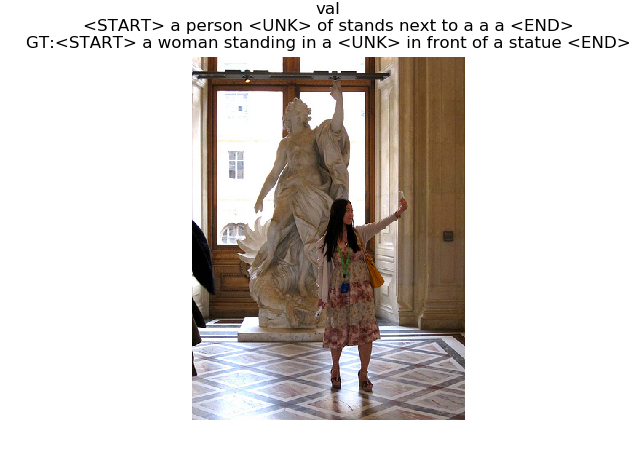 val
<START> a person <UNK> of stands next to a a a <END>
GT:<START> a woman standing in a <UNK> in front of a statue <END>